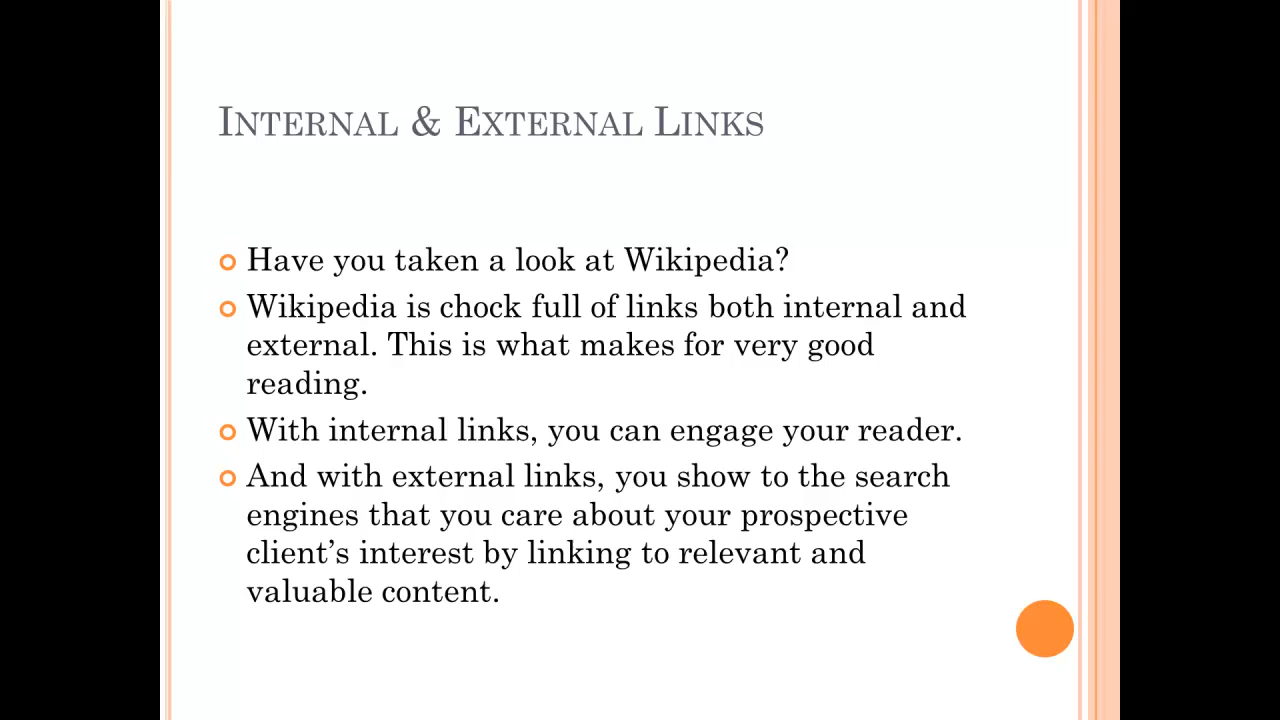 Internal & External Links
Have you taken a look at Wikipedia?
Wikipedia is chock full of links both internal and
external. This is what makes for very good
reading.
With internal links, you can engage your reader.
And with external links, you show to the search
engines that you care about your prospective
client’s interest by linking to relevant and
valuable content.